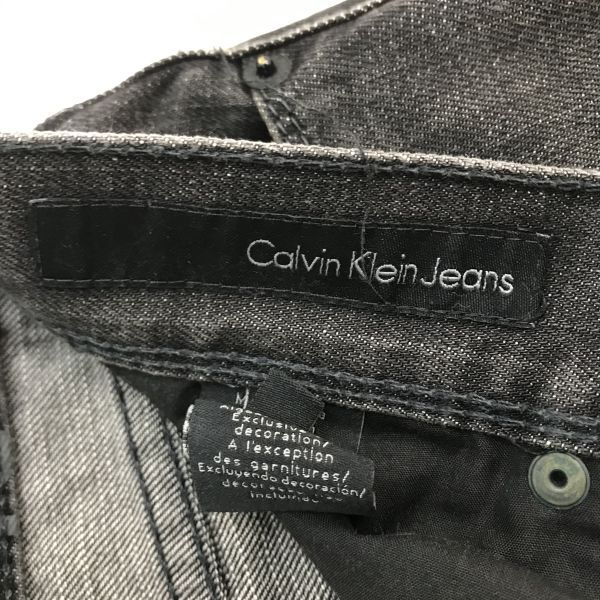 Calvin Klein Jeans
M
Exclusive
decoration/
A l'exception
des garnitures/
Excluyendo decoración/